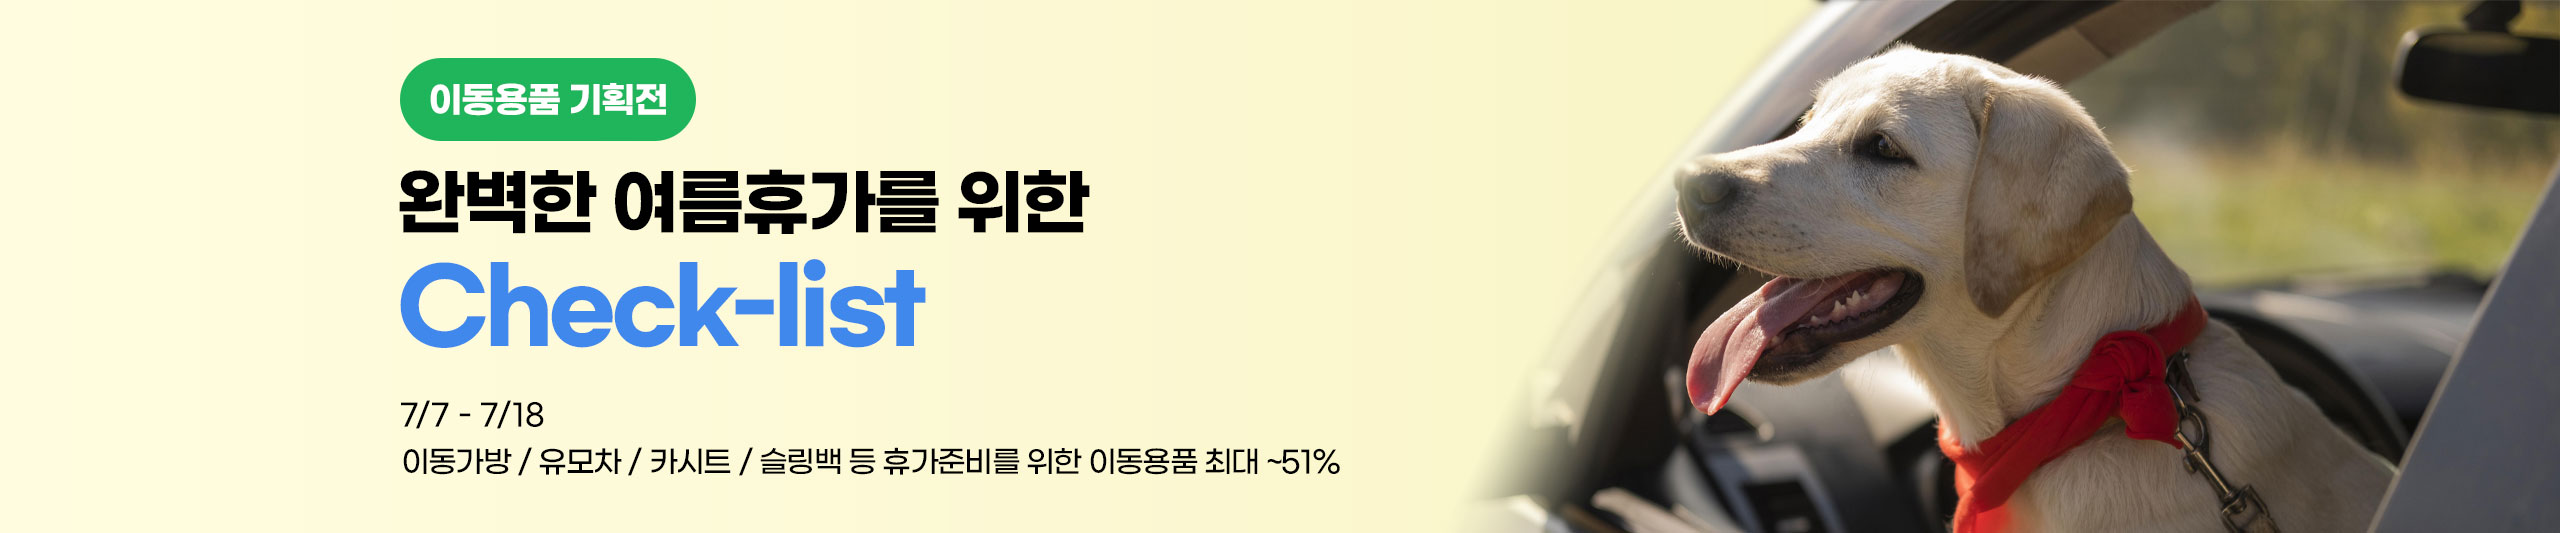 이동용품 기획전
완벽한 여름휴가를 위한
Check-list
7/7 - 7/18
이동가방 / 유모차 / 카시트 / 슬링백 등 휴가준비를 위한 이동용품 최대 ~51%